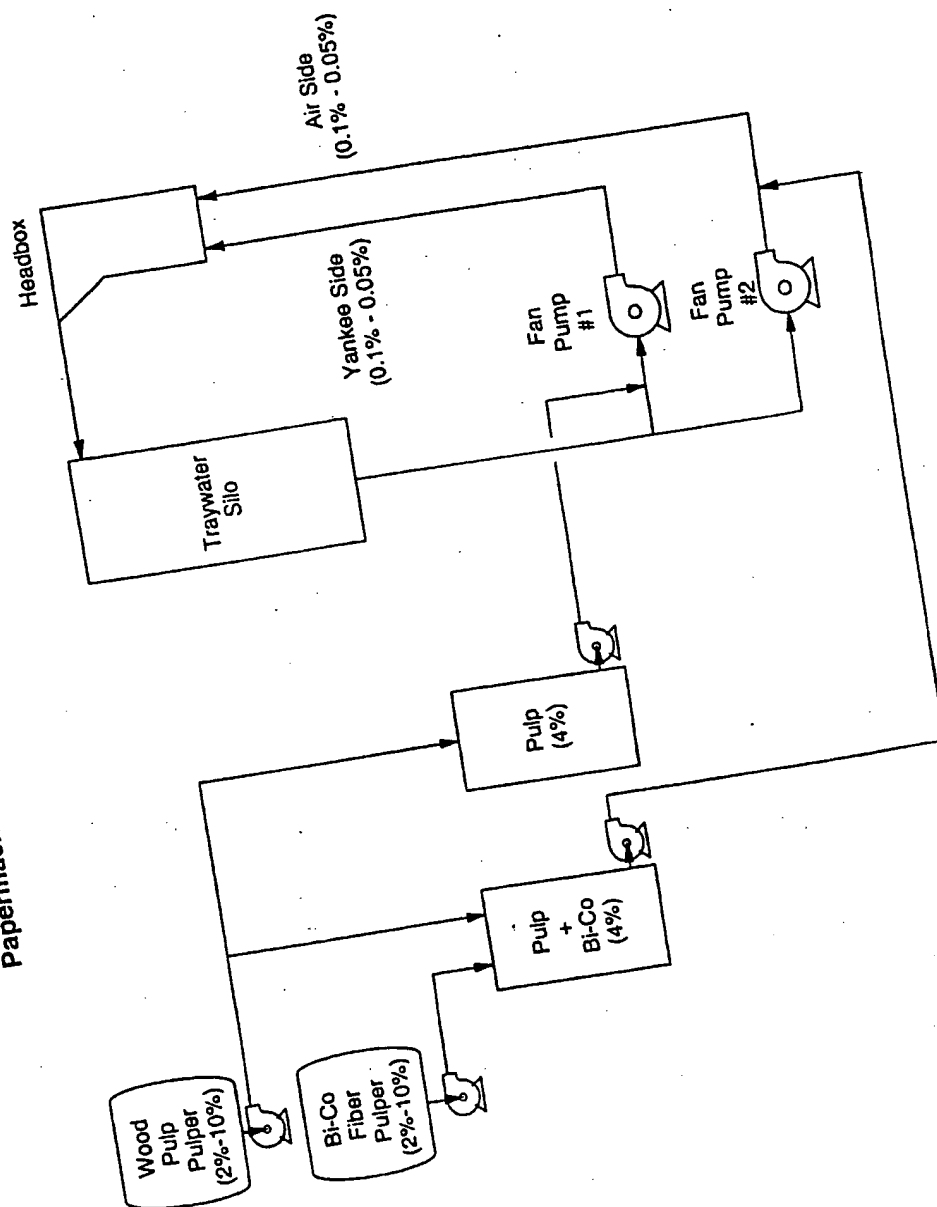 Headbox
Air Side
(0.1% - 0.05%)
Yankee Side
(0.1% - 0.05%)
Traywater
Silo
Fan
Pump
#1
Fan
Pump
#2
Pulp
(4%)
Pulp
+
Bi-Co
(4%)
Wood
Pulp
Pulper
(2%-10%)
Bi-Co
Fiber
Pulper
(2%-10%)